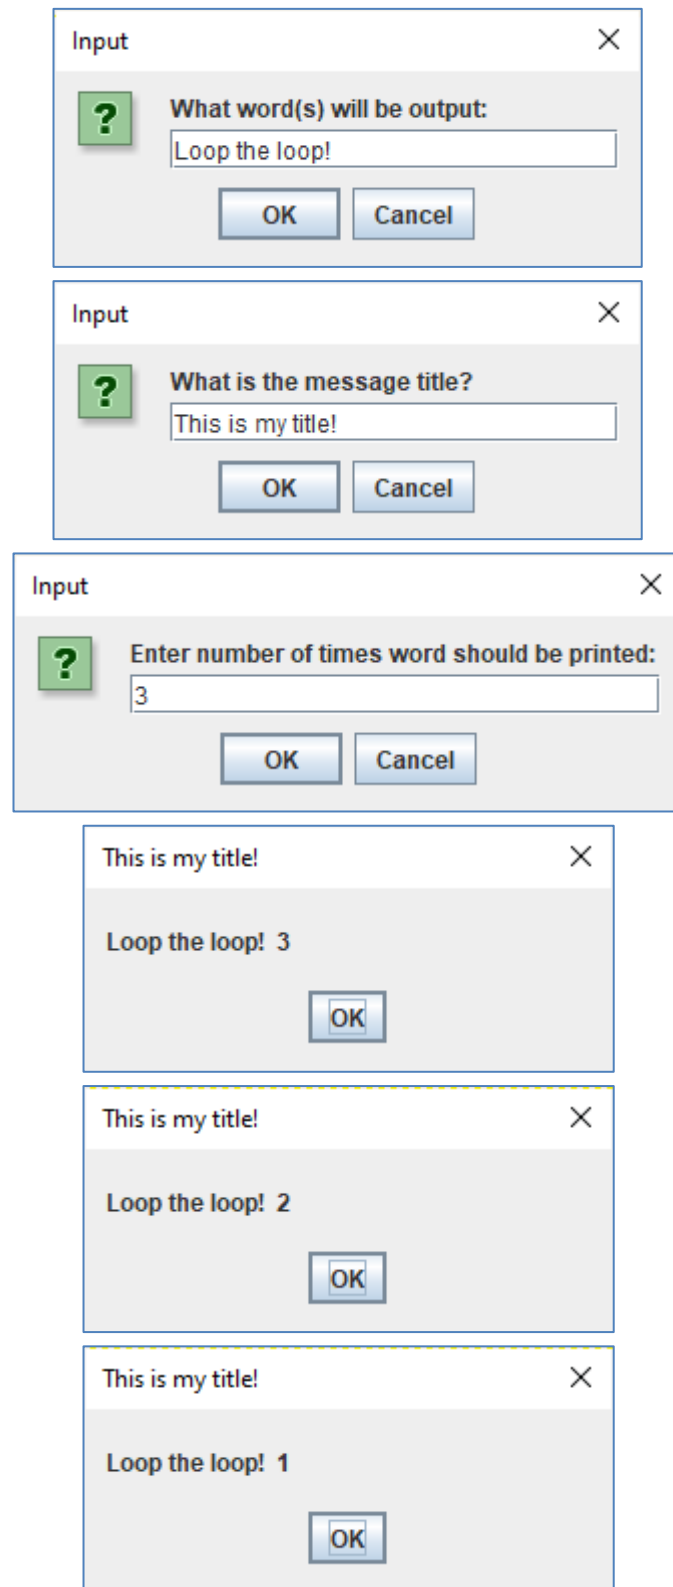 Input
What word(s) will be output:
Loop the loop!
OK Cancel
Input
What is the message title?
This is my title!
OK Cancel
Input
Enter number of times word should be printed:
3
OK Cancel
This is my title!
Loop the loop!  3
OK
This is my title!
Loop the loop!  2
OK
This is my title!
Loop the loop!  1
OK